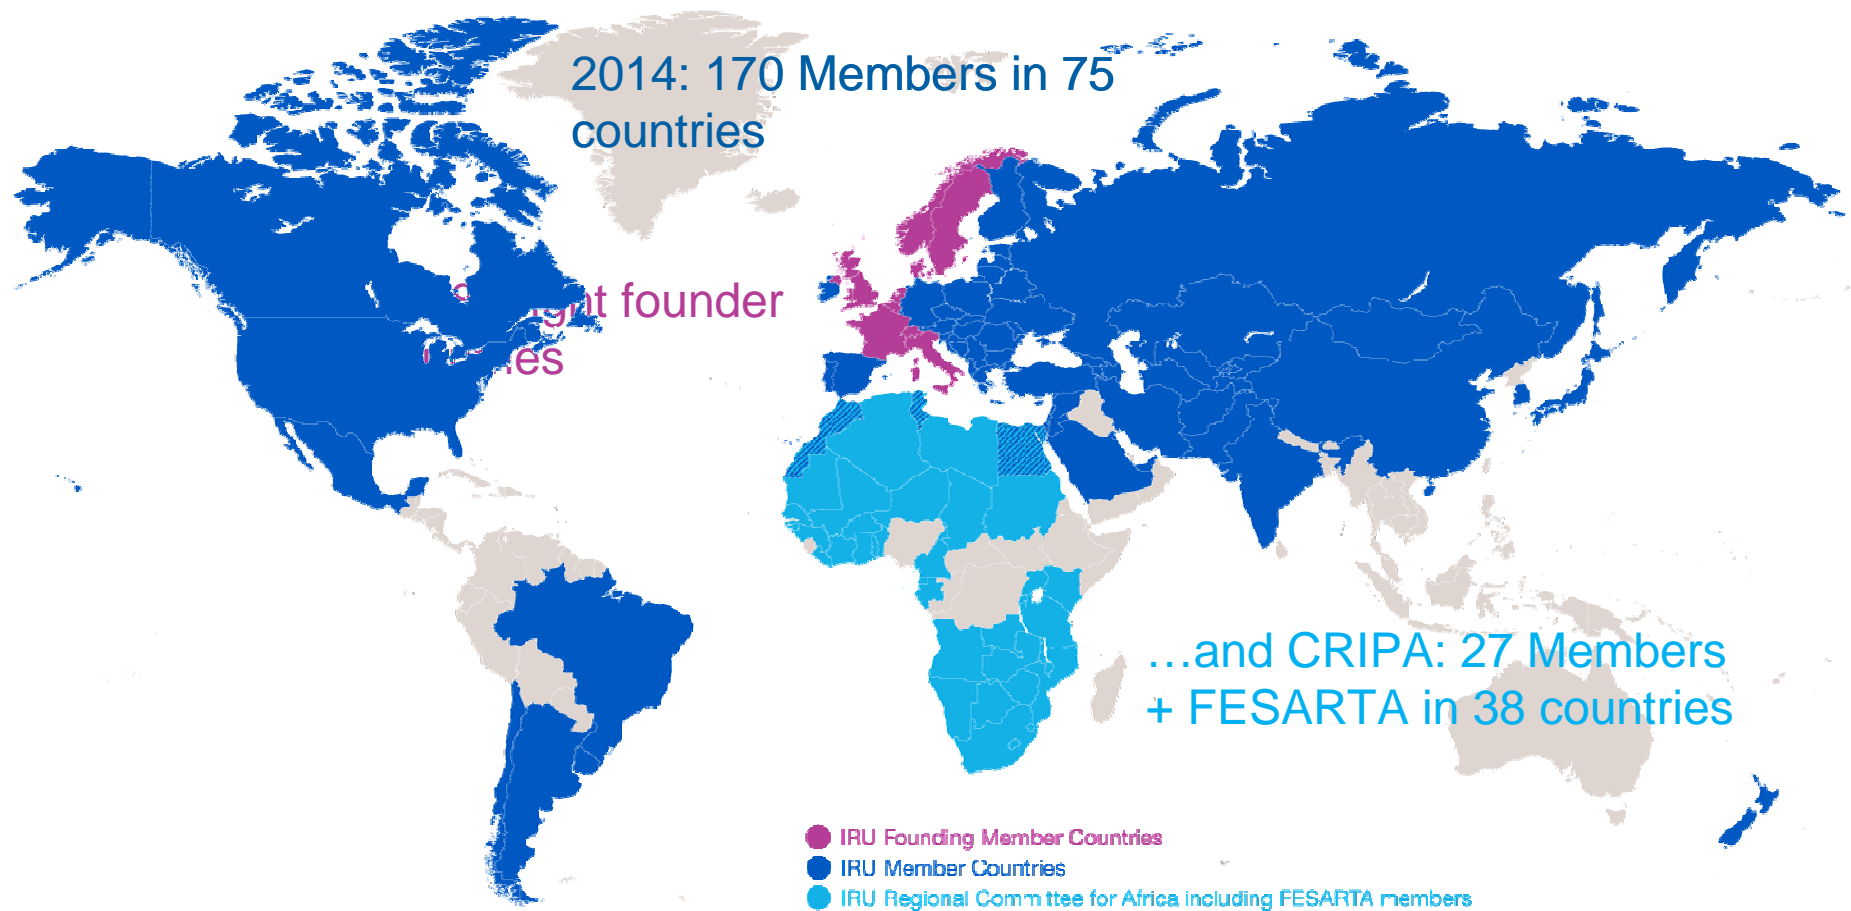 2014: 170 Members in 75
countries
founder
…and CRIPA: 27 Members
+ FESARTA in 38 countries
IRU Founding Member Countries
IRU Member Countries
IRU Regional Committee for Africa including FESARTA members